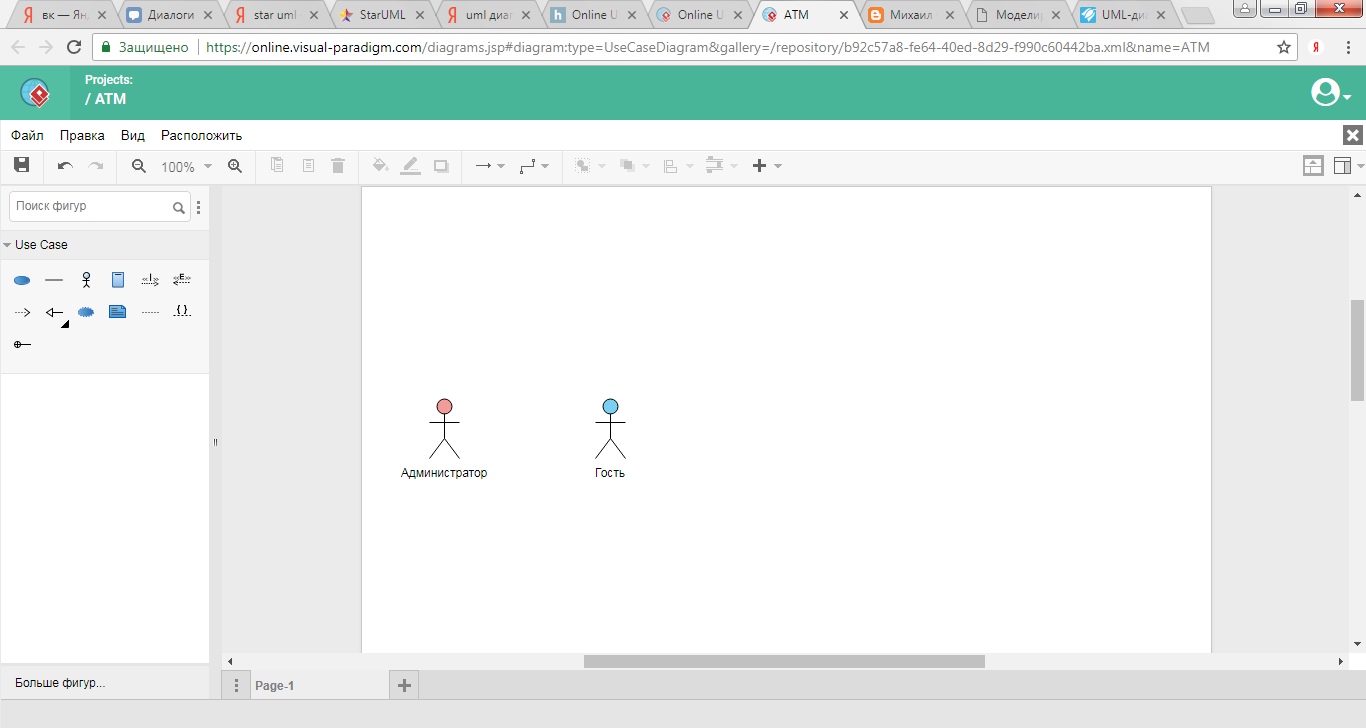 вк — Янд
Диалоги
star uml
StarUML
uml диаг
Online U
Online U
ATM
Михаил
Модели
UML-ди
Защищено
https://online.visual-paradigm.com/diagrams.jsp#diagram:type=UseCaseDiagram&gallery=/repository/b92c57a8-fe64-40ed-8d29-f990c60442ba.xml&name=ATM
Projects:
/ ATM
Файл Правка Вид Расположить
100%
Поиск фигур
Use Case
«I»
«E»
{ }
Администратор
Гость
Больше фигур...
Page-1